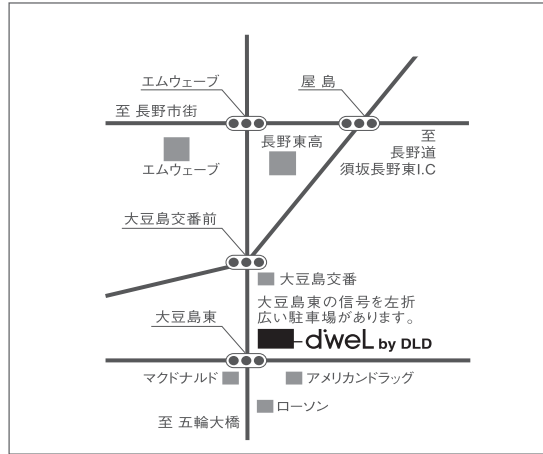 エムウェーブ
屋島
至 長野市街
長野東高
至
長野道
須坂長野東I.C
エムウェーブ
大豆島交番前
大豆島交番
大豆島東の信号を左折
広い駐車場があります。
大豆島東
d'weL by DLD
マクドナルド
アメリカンドラッグ
ローソン
至 五輪大橋